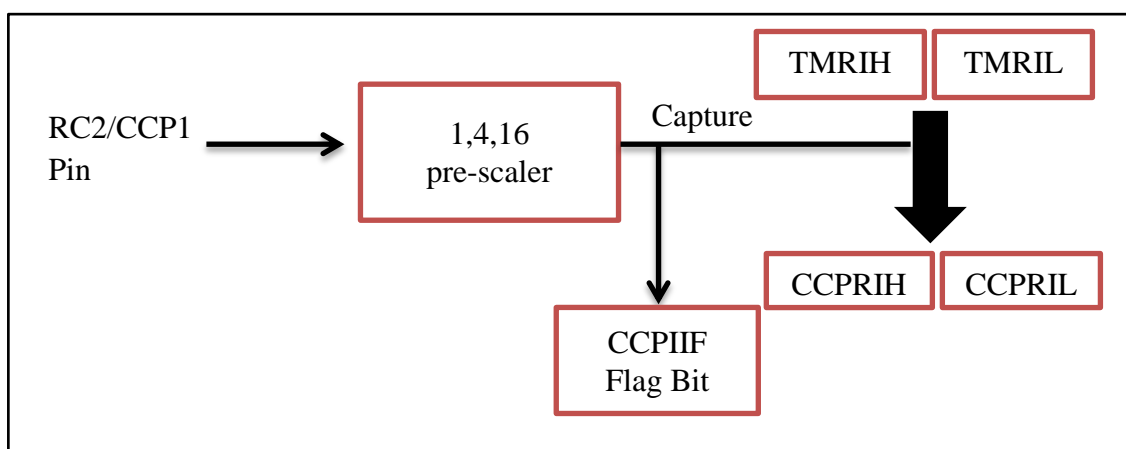 TMRIH TMRIL
RC2/CCP1
Pin
1,4,16
pre-scaler
Capture
CCPRIH CCPRIL
CCPIIF
Flag Bit